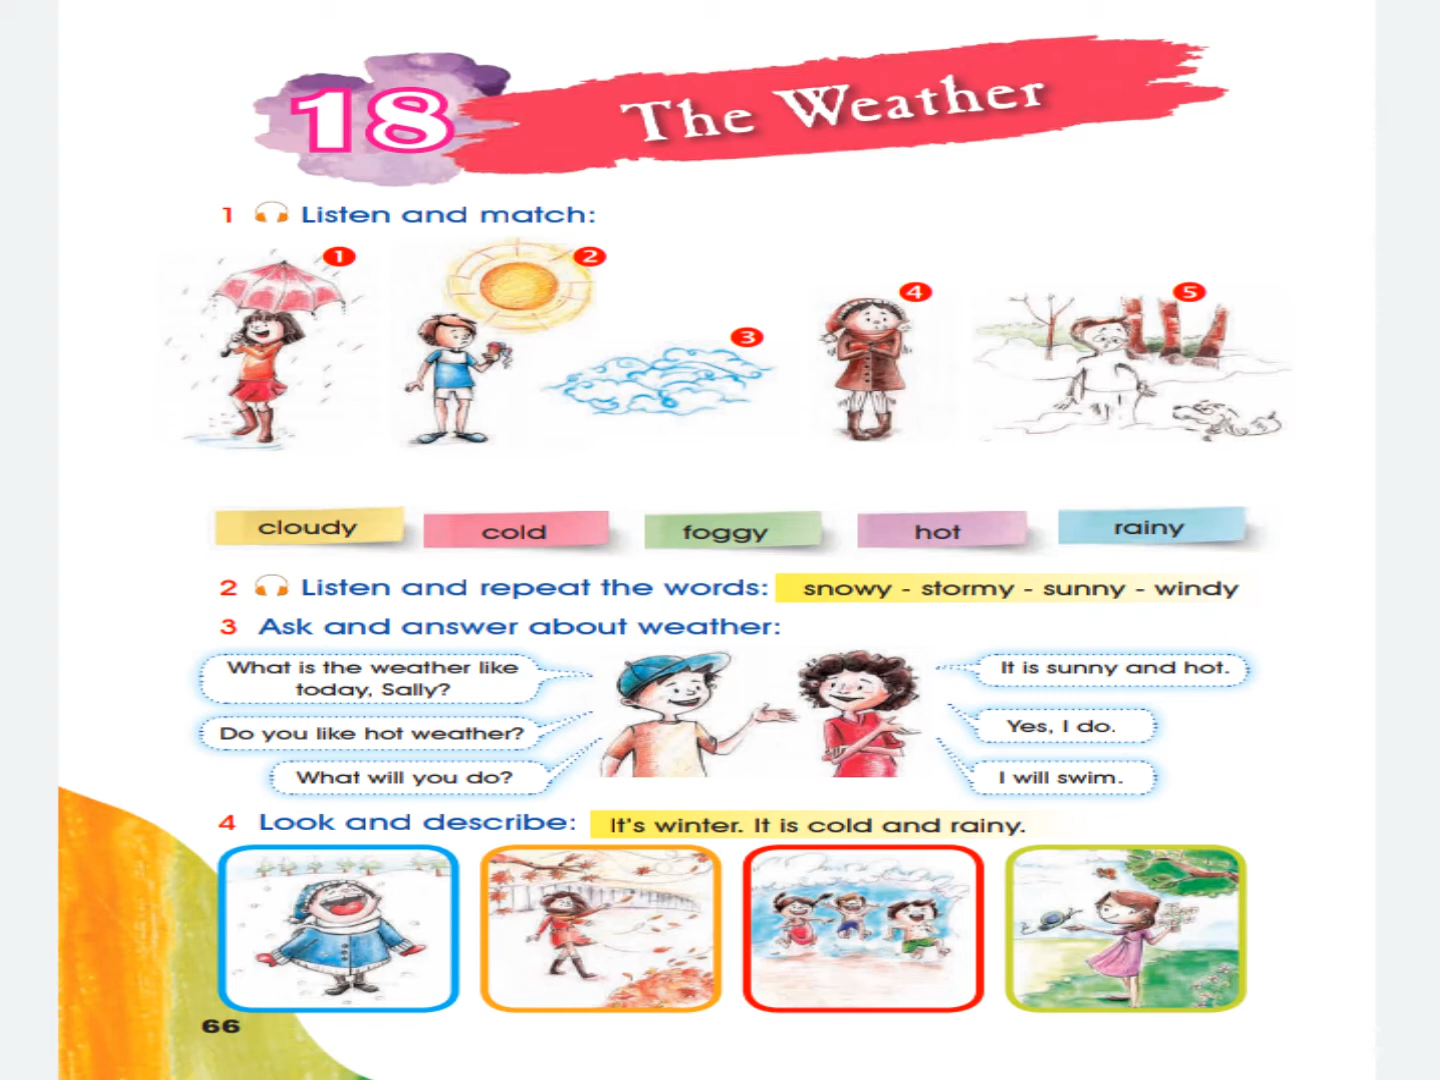 18
The Weather
1 Listen and match:
1
2
3
4
5
cloudy
cold
foggy
hot
rainy
2 Listen and repeat the words: snowy - stormy - sunny - windy
3 Ask and answer about weather:
What is the weather like
today, Sally?
It is sunny and hot.
Do you like hot weather?
Yes, I do.
What will you do?
I will swim.
4 Look and describe: It's winter. It is cold and rainy.
66